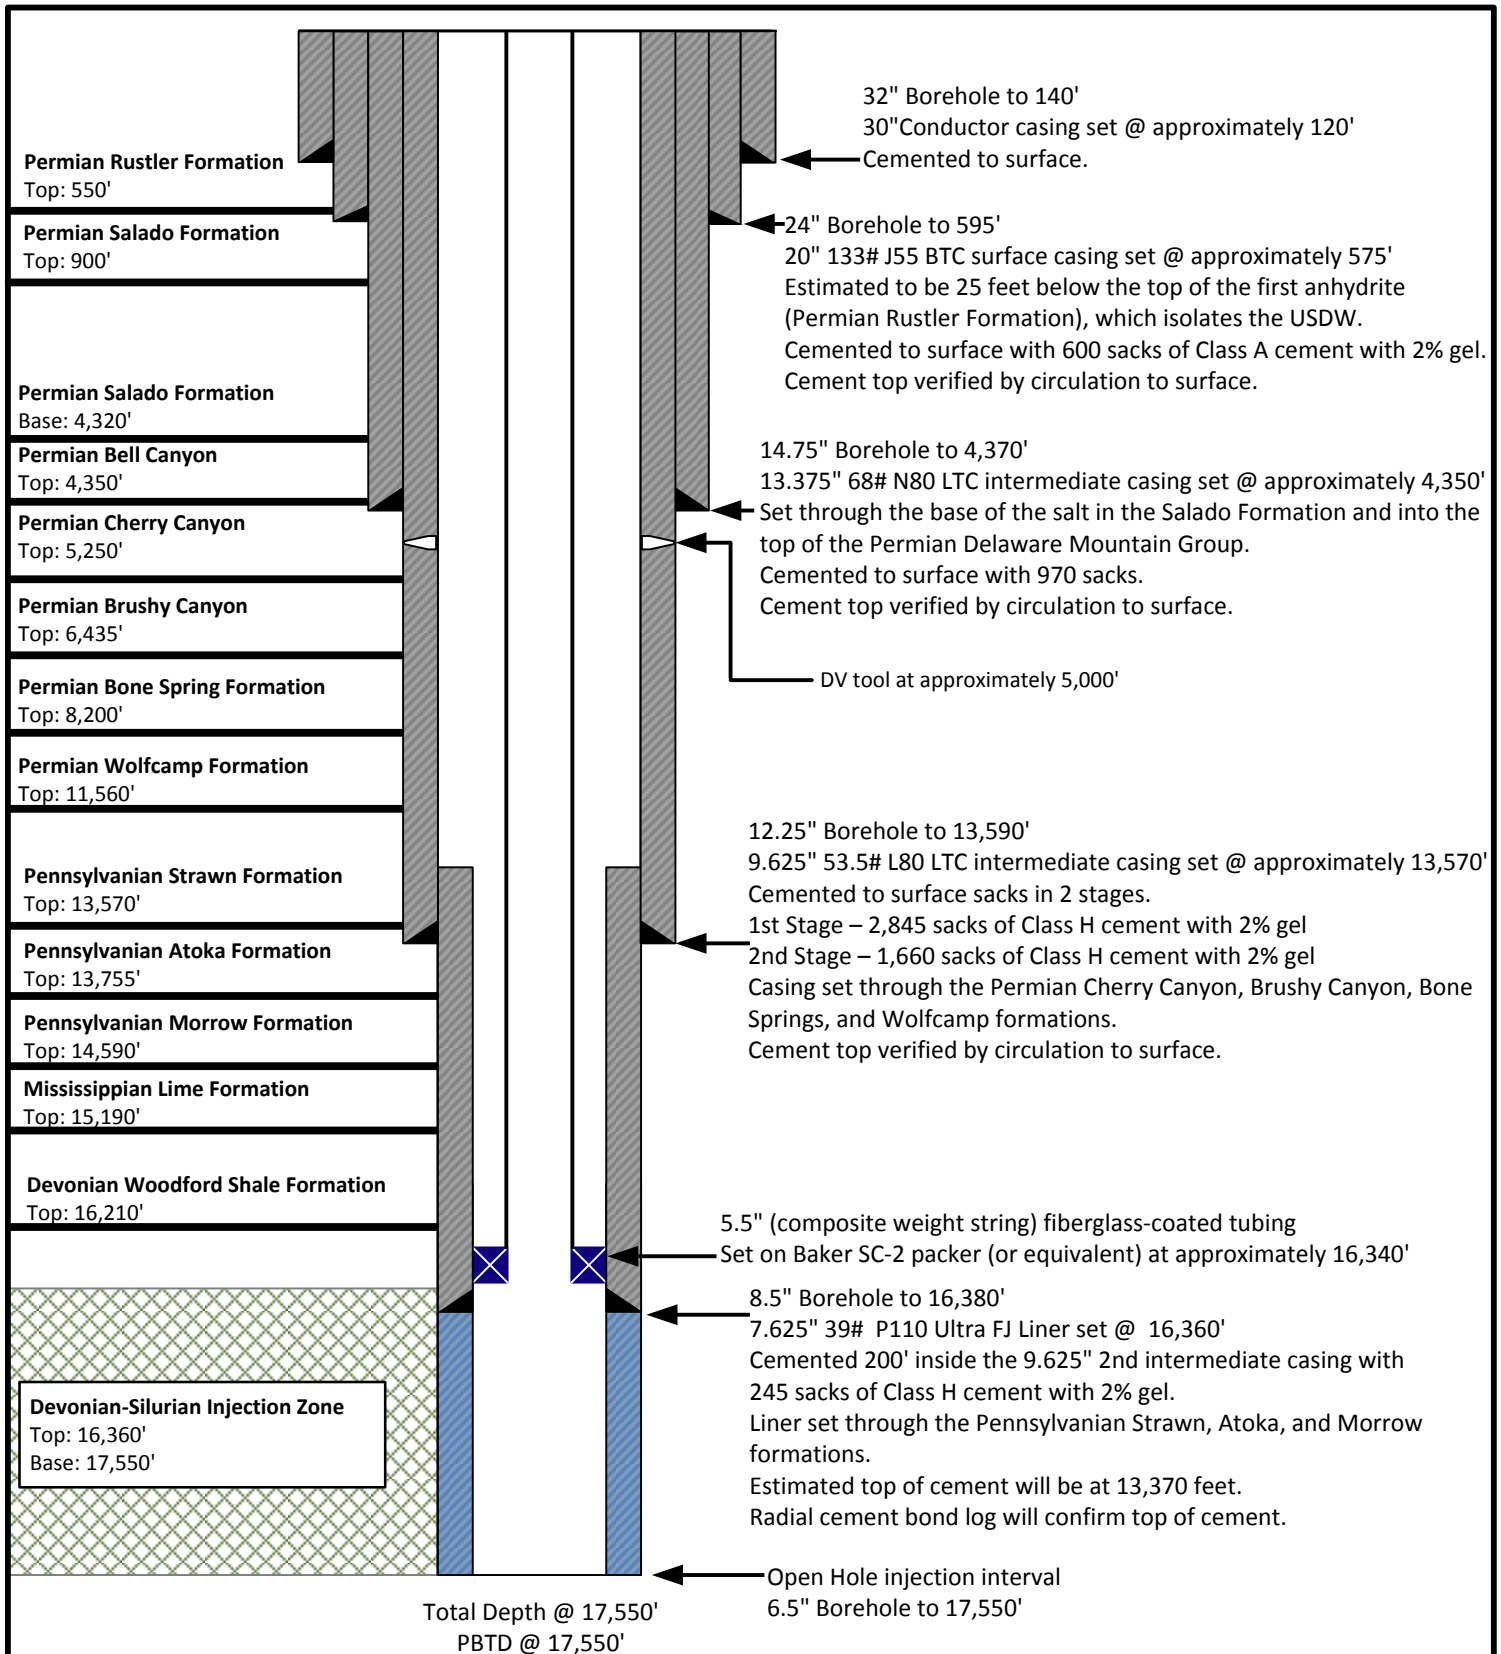 Permian Rustler Formation
Top: 550'
Permian Salado Formation
Top: 900'
Permian Salado Formation
Base: 4,320'
Permian Bell Canyon
Top: 4,350'
Permian Cherry Canyon
Top: 5,250'
Permian Brushy Canyon
Top: 6,435'
Permian Bone Spring Formation
Top: 8,200'
Permian Wolfcamp Formation
Top: 11,560'
Pennsylvanian Strawn Formation
Top: 13,570'
Pennsylvanian Atoka Formation
Top: 13,755'
Pennsylvanian Morrow Formation
Top: 14,590'
Mississippian Lime Formation
Top: 15,190'
Devonian Woodford Shale Formation
Top: 16,210'
Devonian-Silurian Injection Zone
Top: 16,360'
Base: 17,550'
32" Borehole to 140'
30"Conductor casing set @ approximately 120'
Cemented to surface.
24" Borehole to 595'
20" 133# J55 BTC surface casing set @ approximately 575'
Estimated to be 25 feet below the top of the first anhydrite
(Permian Rustler Formation), which isolates the USDW.
Cemented to surface with 600 sacks of Class A cement with 2% gel.
Cement top verified by circulation to surface.
14.75" Borehole to 4,370'
13.375" 68# N80 LTC intermediate casing set @ approximately 4,350'
Set through the base of the salt in the Salado Formation and into the
top of the Permian Delaware Mountain Group.
Cemented to surface with 970 sacks.
Cement top verified by circulation to surface.
DV tool at approximately 5,000'
12.25" Borehole to 13,590'
9.625" 53.5# L80 LTC intermediate casing set @ approximately 13,570'
Cemented to surface sacks in 2 stages.
1st Stage – 2,845 sacks of Class H cement with 2% gel
2nd Stage – 1,660 sacks of Class H cement with 2% gel
Casing set through the Permian Cherry Canyon, Brushy Canyon, Bone
Springs, and Wolfcamp formations.
Cement top verified by circulation to surface.
5.5" (composite weight string) fiberglass-coated tubing
Set on Baker SC-2 packer (or equivalent) at approximately 16,340'
8.5" Borehole to 16,380'
7.625" 39# P110 Ultra FJ Liner set @ 16,360'
Cemented 200' inside the 9.625" 2nd intermediate casing with
245 sacks of Class H cement with 2% gel.
Liner set through the Pennsylvanian Strawn, Atoka, and Morrow
formations.
Estimated top of cement will be at 13,370 feet.
Radial cement bond log will confirm top of cement.
Open Hole injection interval
6.5" Borehole to 17,550'
Total Depth @ 17,550'
PBTD @ 17,550'